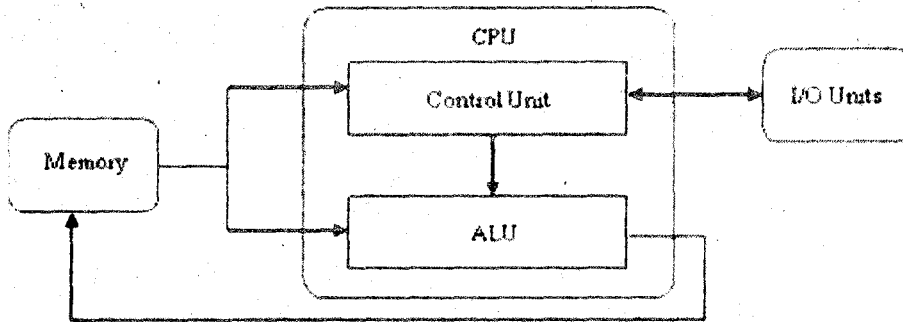 CPU
Control Unit
I/O Units
Memory
ALU